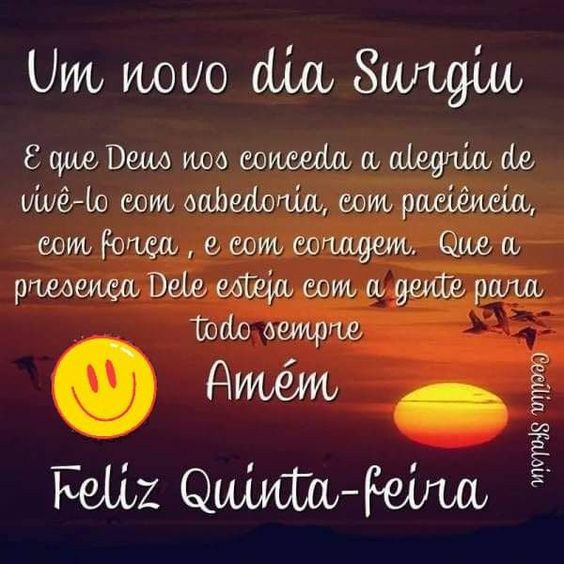 Um novo dia Surgiu
E que Deus nos conceda a alegria de
vivê-lo com sabedoria, com paciência,
com força , e com coragem. Que a
presença Dele esteja com a gente para
todo sempre
Amém
Feliz Quinta-feira
Cecília Sfalsin